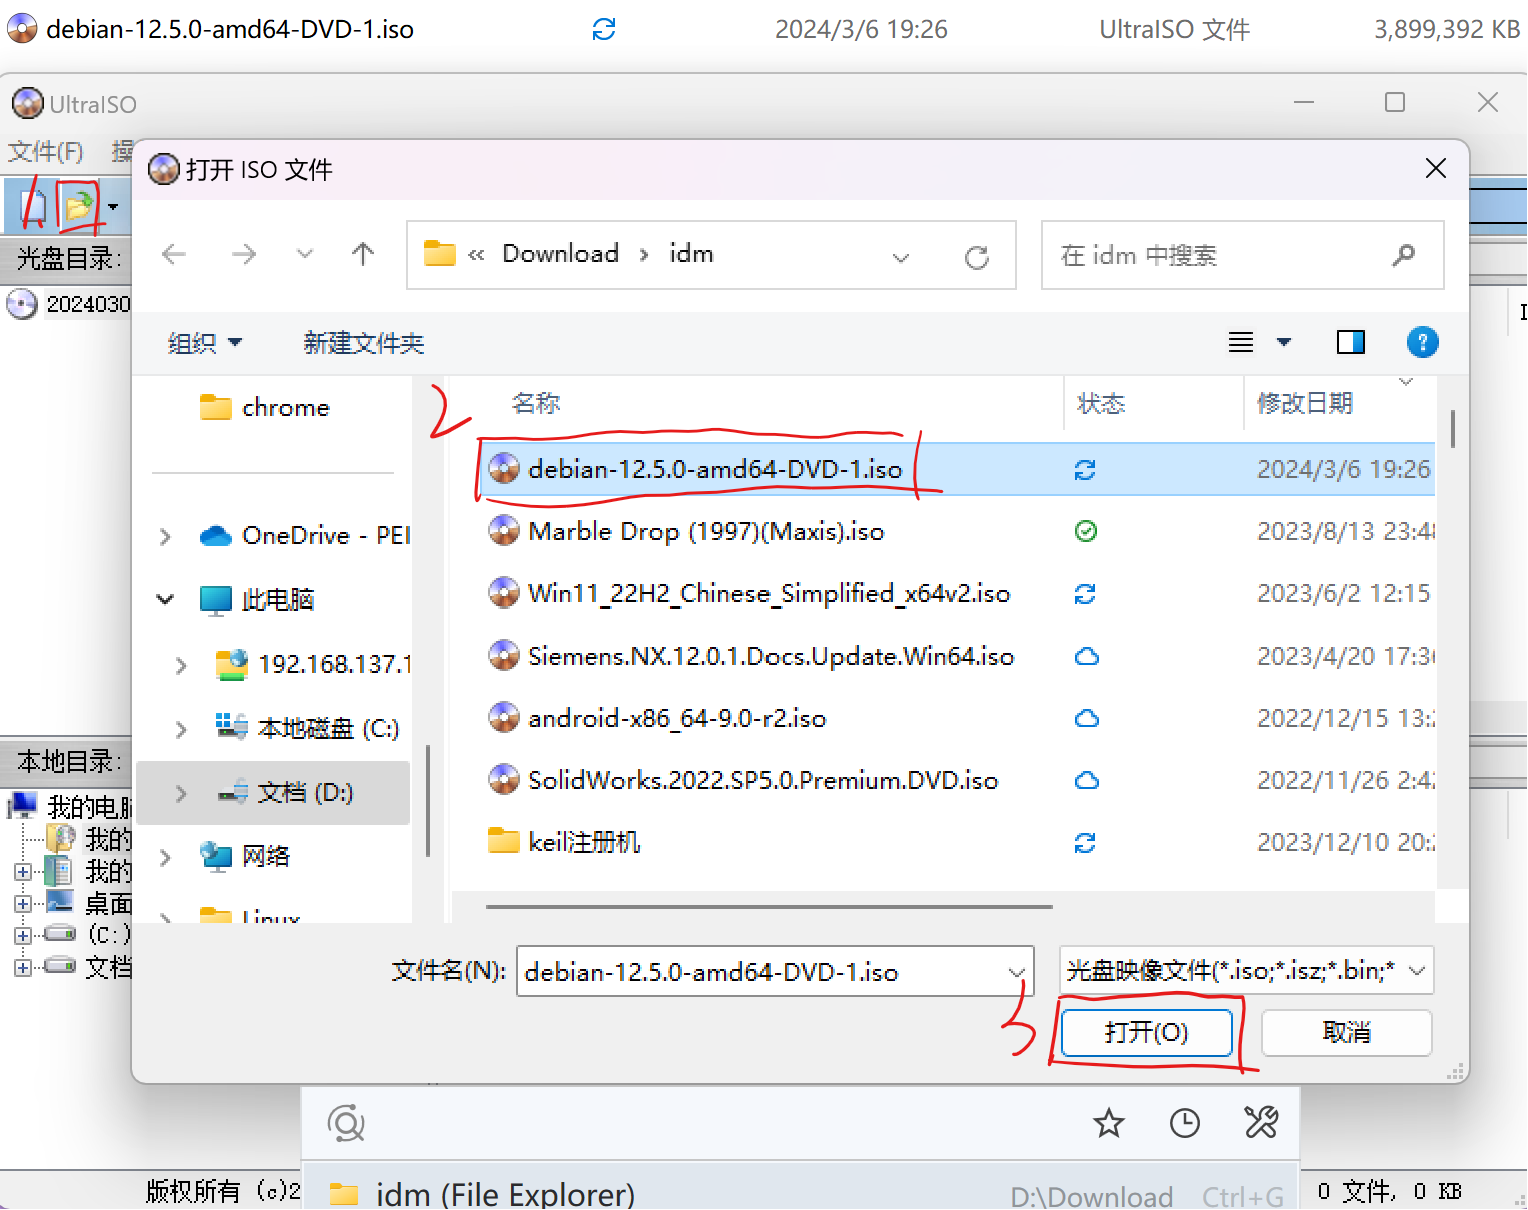 debian-12.5.0-amd64-DVD-1.iso 2024/3/6 19:26 UltraISO 文件 3,899,392 KB
UltraISO
文件(F) 操
打开 ISO 文件
1
« Download › idm 在 idm 中搜索
光盘目录:
2024030
组织 新建文件夹
2
名称 状态 修改日期
chrome
debian-12.5.0-amd64-DVD-1.iso 2024/3/6 19:26
OneDrive - PEI Marble Drop (1997)(Maxis).iso 2023/8/13 23:48
此电脑 Win11_22H2_Chinese_Simplified_x64v2.iso 2023/6/2 12:15
192.168.137.1 Siemens.NX.12.0.1.Docs.Update.Win64.iso 2023/4/20 17:36
本地磁盘 (C:) android-x86_64-9.0-r2.iso 2022/12/15 13:
本地目录:
文档 (D:) SolidWorks.2022.SP5.0.Premium.DVD.iso 2022/11/26 2:42
我的电脑
我的
网络 keil注册机 2023/12/10 20:
我的
桌面
Linux
(C:)
文档
文件名(N): debian-12.5.0-amd64-DVD-1.iso 光盘映像文件(*.iso;*.isz;*.bin;*
3
打开(O) 取消
idm (File Explorer) D:\Download Ctrl+G
版权所有 (c)2 0 文件, 0 KB